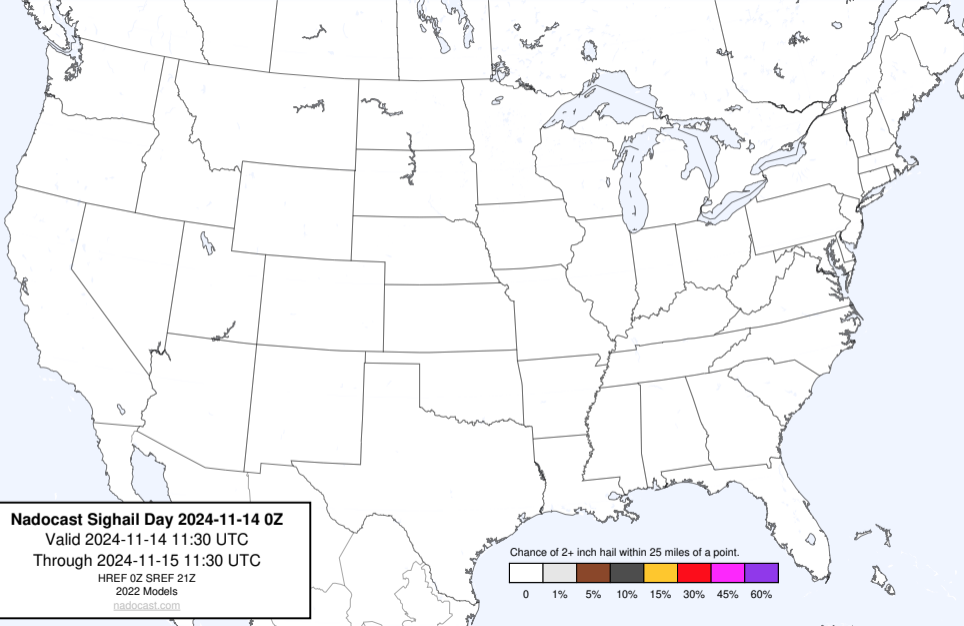 Nadocast Sighail Day 2024-11-14 0Z
Valid 2024-11-14 11:30 UTC
Through 2024-11-15 11:30 UTC
HREF 0Z SREF 21Z
2022 Models
nadocast.com
Chance of 2+ inch hail within 25 miles of a point.
0 1% 5% 10% 15% 30% 45% 60%